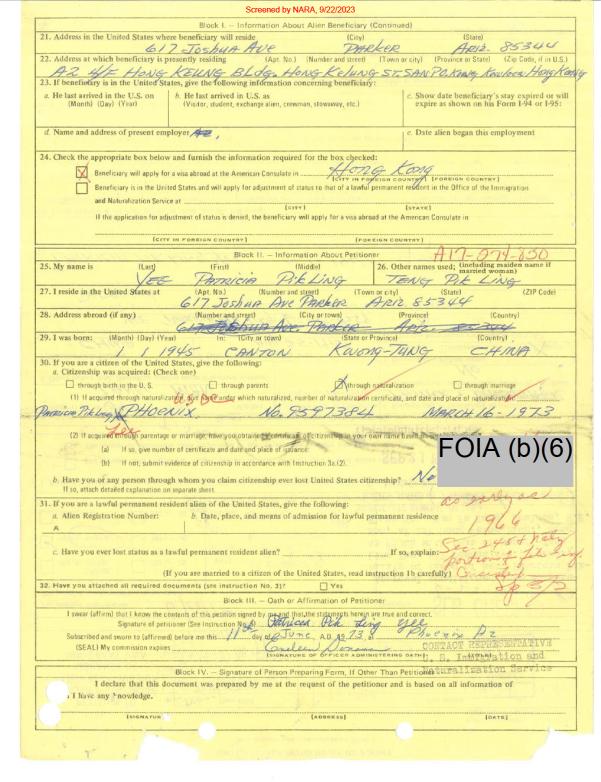 Screened by NARA, 9/22/2023
Block I. – Information About Alien Beneficiary (Continued)
21. Address in the United States where beneficiary will reside (City) (State)
617 Joshua Ave PARKER ARIZ. 85344
22. Address at which beneficiary is presently residing (Apt. No.) (Number and street) (Town or city) (Province or State) (Zip Code, if in U.S.)
A2 4/F HONG KEUNG BLDG. HONG KEUNG ST. SAN PO Kong Kowloon Hong Kong
23. If beneficiary is in the United States, give the following information concerning beneficiary:
a. He last arrived in the U.S. on b. He last arrived in U.S. as c. Show date beneficiary's stay expired or will
(Month) (Day) (Year) (Visitor, student, exchange alien, crewman, stowaway, etc.) expire as shown on his Form I-94 or I-95:
d. Name and address of present employer e. Date alien began this employment
24. Check the appropriate box below and furnish the information required for the box checked:
X Beneficiary will apply for a visa abroad at the American Consulate in HONG KONG
(CITY IN FOREIGN COUNTRY) (FOREIGN COUNTRY)
Beneficiary is in the United States and will apply for adjustment of status to that of a lawful permanent resident in the Office of the Immigration
and Naturalization Service at
(CITY) (STATE)
If the application for adjustment of status is denied, the beneficiary will apply for a visa abroad at the American Consulate in
(CITY IN FOREIGN COUNTRY) (FOREIGN COUNTRY)
Block II. – Information About Petitioner A17-074-850
25. My name is (Last) (First) (Middle) 26. Other names used: (including maiden name if married woman)
YEE PATRICIA PIK LING TENG PIK LING
27. I reside in the United States at (Apt. No.) (Number and street) (Town or city) (State) (ZIP Code)
617 Joshua Ave PARKER ARIZ 85344
28. Address abroad (if any) (Number and street) (City or town) (Province) (Country)
617 Joshua Ave. PARKER ARIZ. 85344
29. I was born: (Month) (Day) (Year) In: (City or town) (State or Province) (Country)
1 1 1945 CANTON KWONG-TUNG CHINA
30. If you are a citizen of the United States, give the following:
a. Citizenship was acquired: (Check one)
through birth in the U. S. through parents through naturalization through marriage
(1) If acquired through naturalization, give name under which naturalized, number of naturalization certificate, and date and place of naturalization
USDC
Patricia Pik Ling PHOENIX No. 9597384 MARCH 16 - 1973
Yee
(2) If acquired through parentage or marriage, have you obtained a certificate of citizenship in your own name based
(a) If so, give number of certificate and date and place of issuance
(b) If not, submit evidence of citizenship in accordance with Instruction 3a.(2).
FOIA (b)(6)
b. Have you or any person through whom you claim citizenship ever lost United States citizenship? No
If so, attach detailed explanation on separate sheet.
as early as
31. If you are a lawful permanent resident alien of the United States, give the following:
a. Alien Registration Number: b. Date, place, and means of admission for lawful permanent residence
A
1966
c. Have you ever lost status as a lawful permanent resident alien? If so, explain:
(If you are married to a citizen of the United States, read instruction 1b carefully)
32. Have you attached all required documents (see instruction No. 3)? Yes
Block III. – Oath or Affirmation of Petitioner
I swear (affirm) that I know the contents of this petition signed by me and that the statements herein are true and correct.
Signature of petitioner (See Instruction No. Patricia Pik Ling Yee
Subscribed and sworn to (affirmed) before me this 11th day of June, A.D. 1973, at Phoenix Az
(SEAL) My commission expires
(SIGNATURE OF OFFICER ADMINISTERING OATH)
CONTACT REPRESENTATIVE
U. S. Immigration and
Naturalization Service
Block IV. – Signature of Person Preparing Form, If Other Than Petitioner
I declare that this document was prepared by me at the request of the petitioner and is based on all information of
I have any knowledge.
(SIGNATURE (ADDRESS) (DATE)